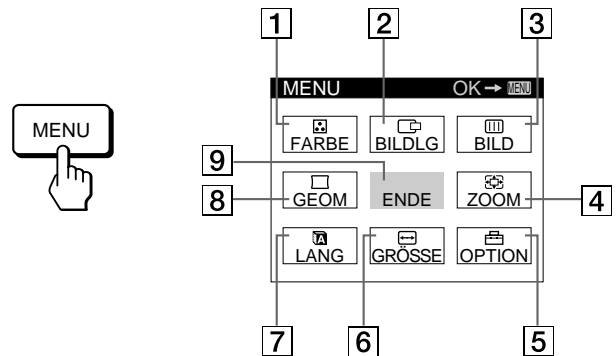 1 2 3
MENU OK → MENU
MENU
FARBE BILDLG BILD
9
8 GEOM ENDE ZOOM 4
LANG GRÖSSE OPTION
7 6 5